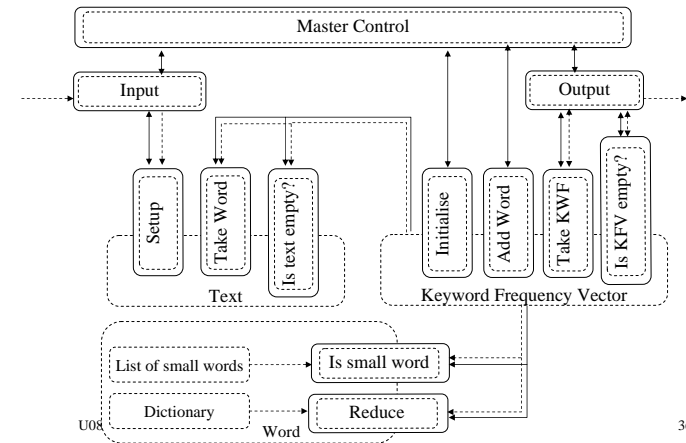 Master Control
Input
Output
Setup
Take Word
Is text empty?
Initialise
Add Word
Take KWF
Is KFV empty?
Text
Keyword Frequency Vector
List of small words
Is small word
Dictionary
Reduce
U08
Word